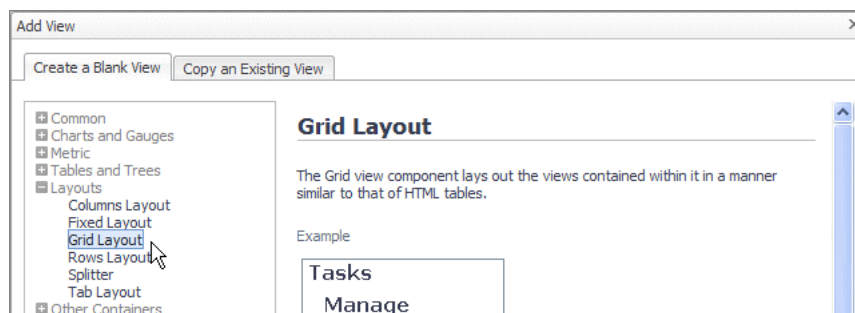 Add View
Create a Blank View
Copy an Existing View
Common
Charts and Gauges
Metric
Tables and Trees
Layouts
Columns Layout
Fixed Layout
Grid Layout
Rows Layout
Splitter
Tab Layout
Other Containers
Grid Layout
The Grid view component lays out the views contained within it in a manner
similar to that of HTML tables.
Example
Tasks
Manage